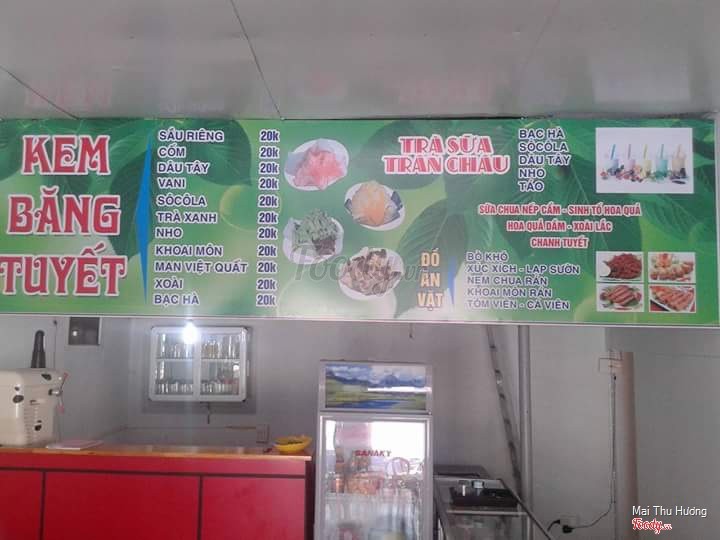 KEM
BĂNG
TUYẾT
SẦU RIÊNG 20k
CỐM 20k
DÂU TÂY 20k
VANI 20k
SÔCÔLA 20k
TRÀ XANH 20k
NHO 20k
KHOAI MÔN 20k
MAN VIỆT QUẤT 20k
XOÀI 20k
BẠC HÀ 20k
TRÀ SỮA
TRÂN CHÂU
BẠC HÀ
SÔCÔLA
DÂU TÂY
NHO
TÁO
SỮA CHUA NẾP CẨM - SINH TỐ HOA QUẢ
HOA QUẢ DẦM - XOÀI LẮC
CHANH TUYẾT
ĐỒ
ĂN
VẶT
BÒ KHÔ
XÚC XÍCH - LẠP SƯỜN
NEM CHUA RÁN
KHOAI MÔN RÁN
TÔM VIÊN - CÁ VIÊN
Foody.vn
SANAKY
Mai Thu Hương
Foody.vn